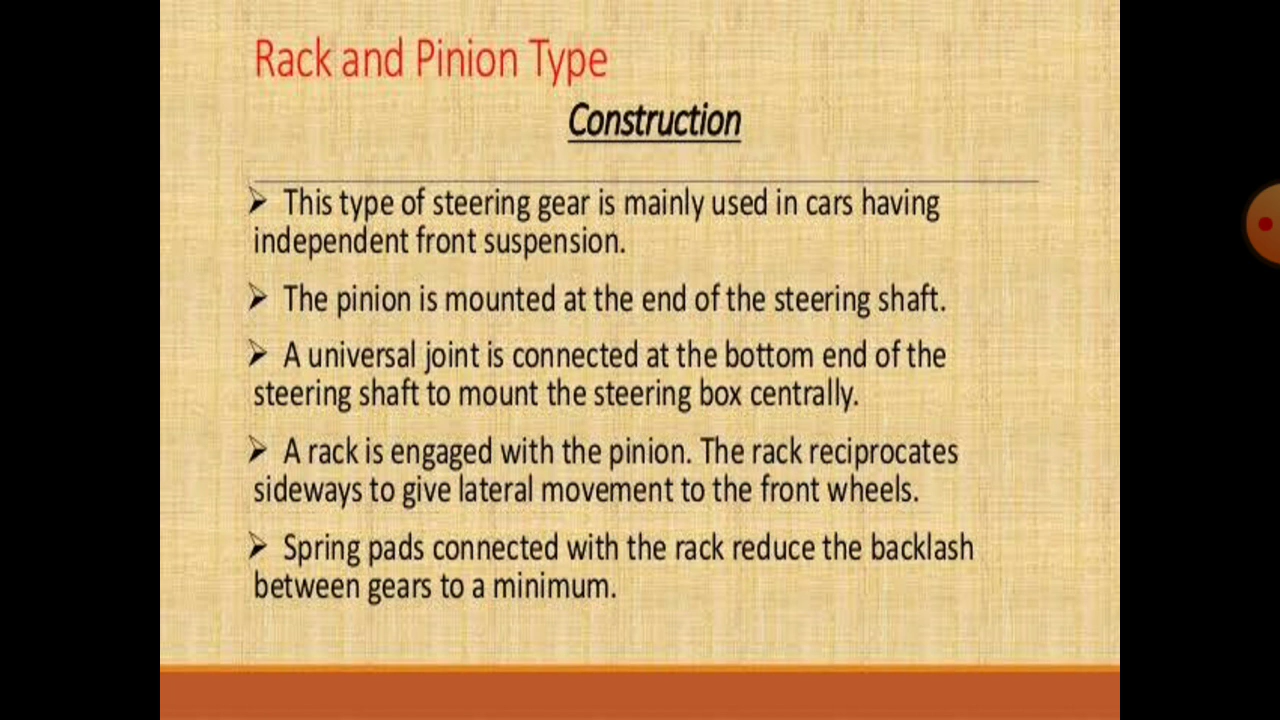 Rack and Pinion Type
Construction
➢ This type of steering gear is mainly used in cars having
independent front suspension.
➢ The pinion is mounted at the end of the steering shaft.
➢ A universal joint is connected at the bottom end of the
steering shaft to mount the steering box centrally.
➢ A rack is engaged with the pinion. The rack reciprocates
sideways to give lateral movement to the front wheels.
➢ Spring pads connected with the rack reduce the backlash
between gears to a minimum.